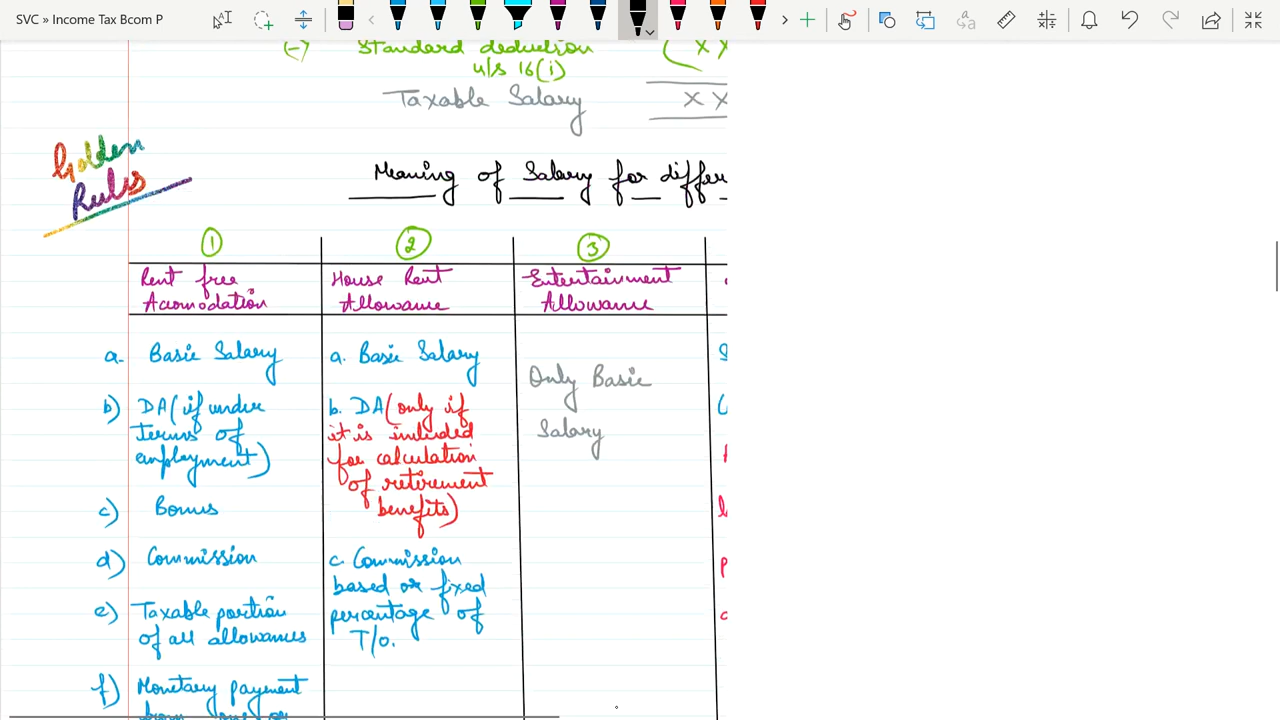 SVC » Income Tax Bcom P
(-) Standard deduction (X X
u/s 16(i)
Taxable Salary X X
Golden
Rules
Meaning of Salary for differ
1 2 3
Rent free
Accomodation
House Rent
Allowance
Entertainment
Allowance
a. Basic Salary
b) DA (if under
terms of
employment)
c) Bonus
d) Commission
e) Taxable portion
of all allowances
f) Monetary payment
from one or
a. Basic Salary
b. DA (only if
it is included
for calculation
of retirement
benefits)
c. Commission
based on fixed
percentage of
T/o.
Only Basic
Salary